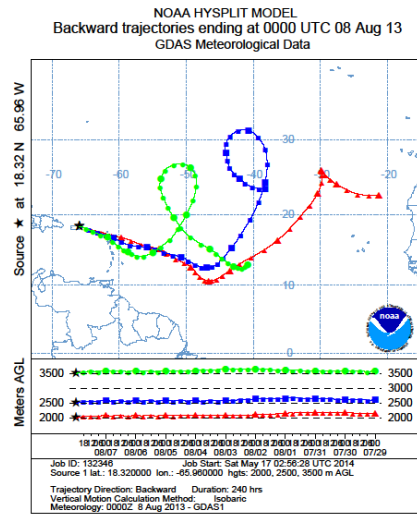 NOAA HYSPLIT MODEL
Backward trajectories ending at 0000 UTC 08 Aug 13
GDAS Meteorological Data
Source ★ at 18.32 N 65.96 W
-70 -60 -50 -40 -30 -20
30
20
10
0
noaa
Meters AGL
3500 3500
3000
2500 2500
2000 2000
08/07 08/06 08/05 08/04 08/03 08/02 08/01 07/31 07/30 07/29
Job ID: 132346 Job Start: Sat May 17 02:56:28 UTC 2014
Source 1 lat.: 18.320000 lon.: -65.960000 hgts: 2000, 2500, 3500 m AGL
Trajectory Direction: Backward Duration: 240 hrs
Vertical Motion Calculation Method: Isobaric
Meteorology: 0000Z 8 Aug 2013 - GDAS1